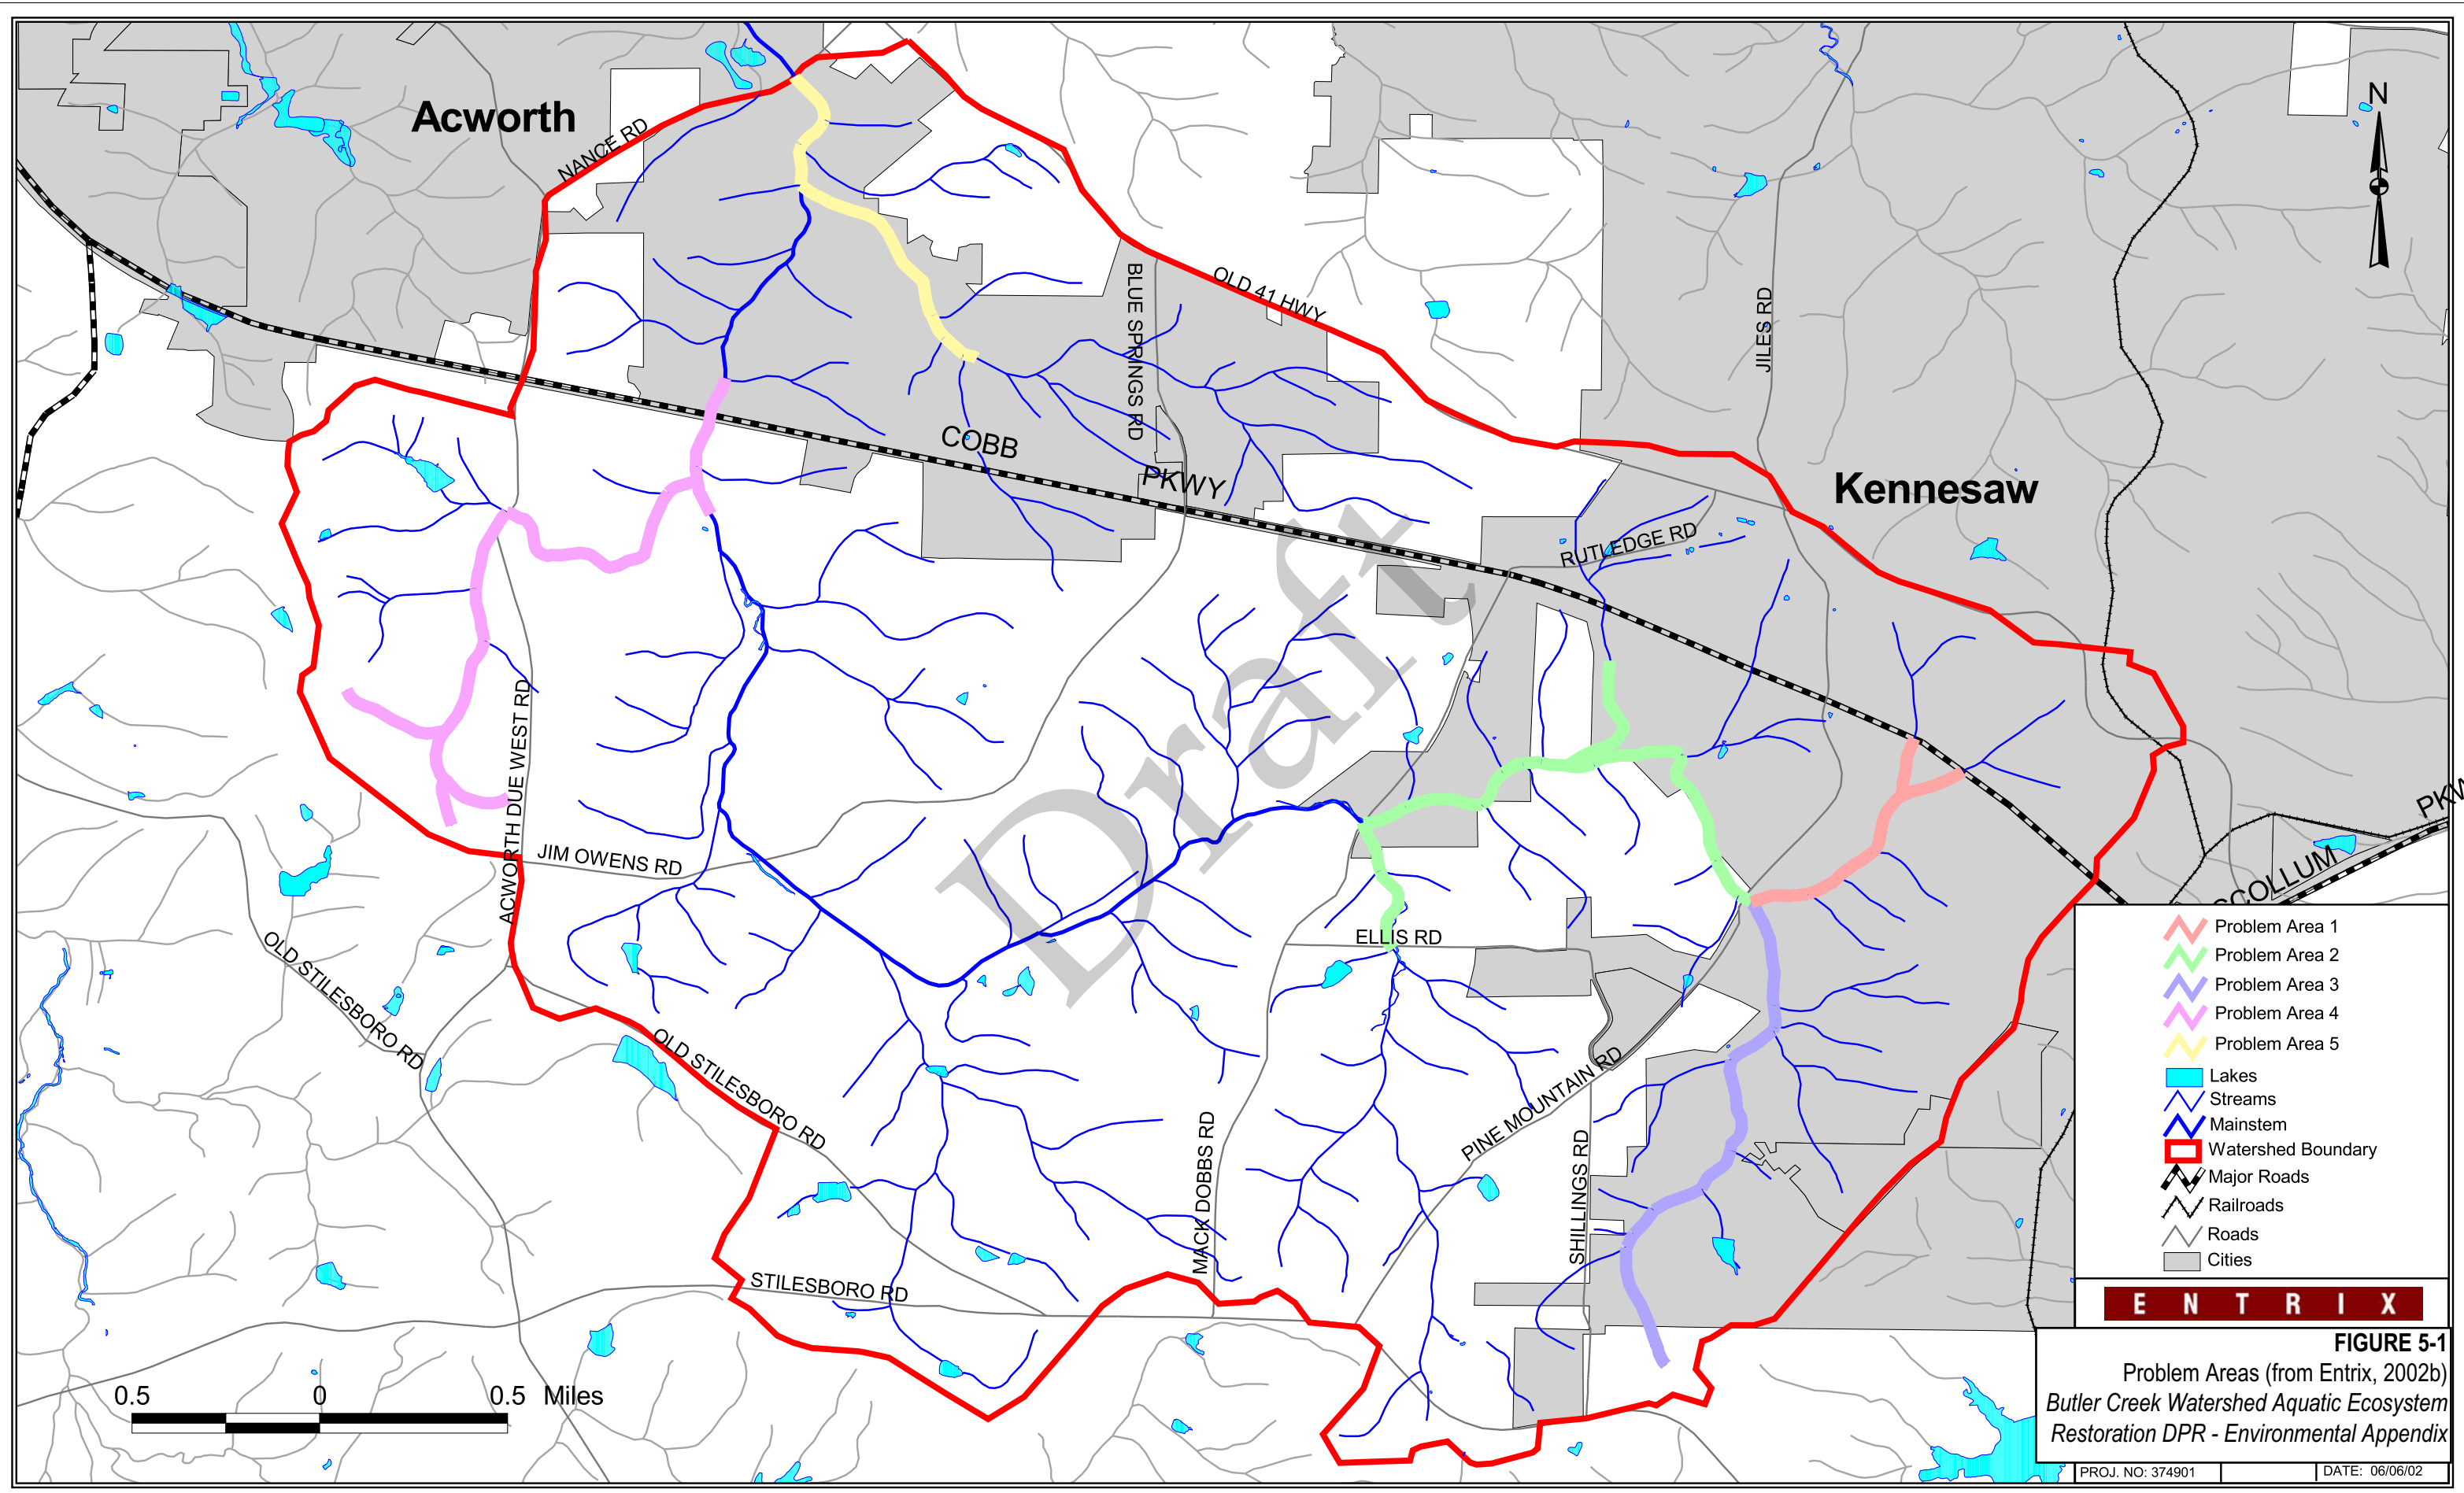 Acworth
NANCE RD
N
BLUE SPRINGS RD
OLD 41 HWY
JILES RD
COBB
PKWY
Kennesaw
RUTLEDGE RD
Draft
ACWORTH DUE WEST RD
JIM OWENS RD
OLD STILESBORO RD
ELLIS RD
OLD STILESBORO RD
PINE MOUNTAIN RD
MACK DOBBS RD
SHILLINGS RD
STILESBORO RD
Problem Area 1
Problem Area 2
Problem Area 3
Problem Area 4
Problem Area 5
Lakes
Streams
Mainstem
Watershed Boundary
Major Roads
Railroads
Roads
Cities
ENTRIX
FIGURE 5-1
Problem Areas (from Entrix, 2002b)
Butler Creek Watershed Aquatic Ecosystem
Restoration DPR - Environmental Appendix
PROJ. NO: 374901
DATE: 06/06/02
0.5 0 0.5 Miles